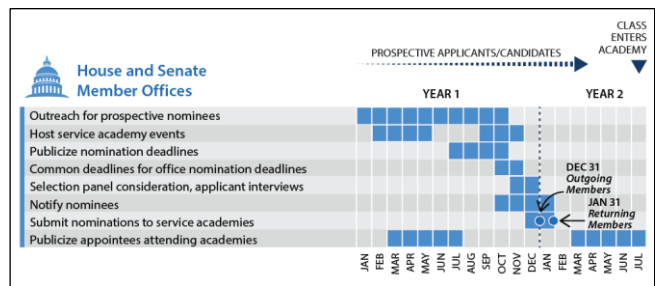 CLASS
ENTERS
ACADEMY
PROSPECTIVE APPLICANTS/CANDIDATES
House and Senate
Member Offices
YEAR 1
YEAR 2
Outreach for prospective nominees
Host service academy events
Publicize nomination deadlines
Common deadlines for office nomination deadlines
Selection panel consideration, applicant interviews
Notify nominees
Submit nominations to service academies
Publicize appointees attending academies
DEC 31
Outgoing
Members
JAN 31
Returning
Members
JAN FEB MAR APR MAY JUN JUL AUG SEP OCT NOV DEC JAN FEB MAR APR MAY JUN JUL